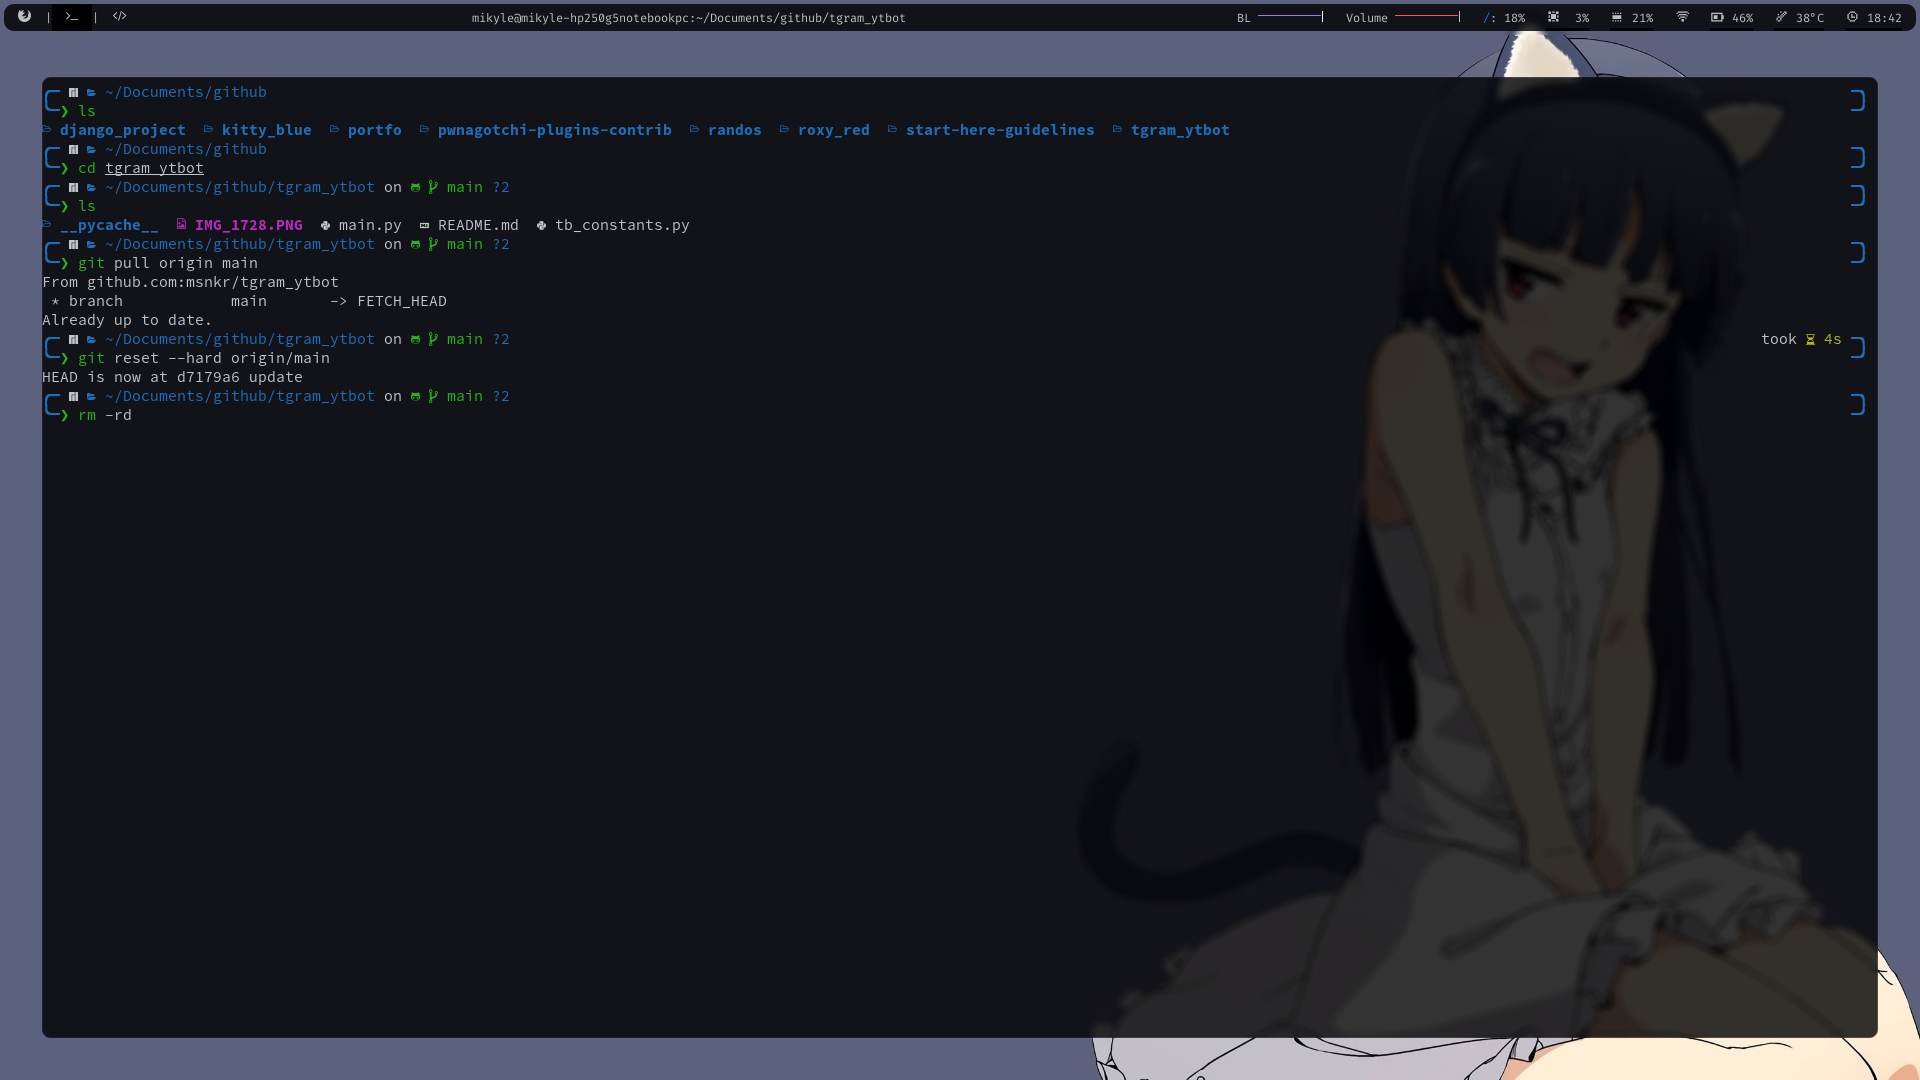 | >_ | </> mikyle@mikyle-hp250g5notebookpc:~/Documents/github/tgram_ytbot BL Volume /: 18% 3% 21% 46% 38°C 18:42
~/Documents/github
❯ ls
django_project kitty_blue portfo pwnagotchi-plugins-contrib randos roxy_red start-here-guidelines tgram_ytbot
~/Documents/github
❯ cd tgram_ytbot
~/Documents/github/tgram_ytbot on main ?2
❯ ls
__pycache__ IMG_1728.PNG main.py README.md tb_constants.py
~/Documents/github/tgram_ytbot on main ?2
❯ git pull origin main
From github.com:msnkr/tgram_ytbot
* branch main -> FETCH_HEAD
Already up to date.
~/Documents/github/tgram_ytbot on main ?2 took 4s
❯ git reset --hard origin/main
HEAD is now at d7179a6 update
~/Documents/github/tgram_ytbot on main ?2
❯ rm -rd